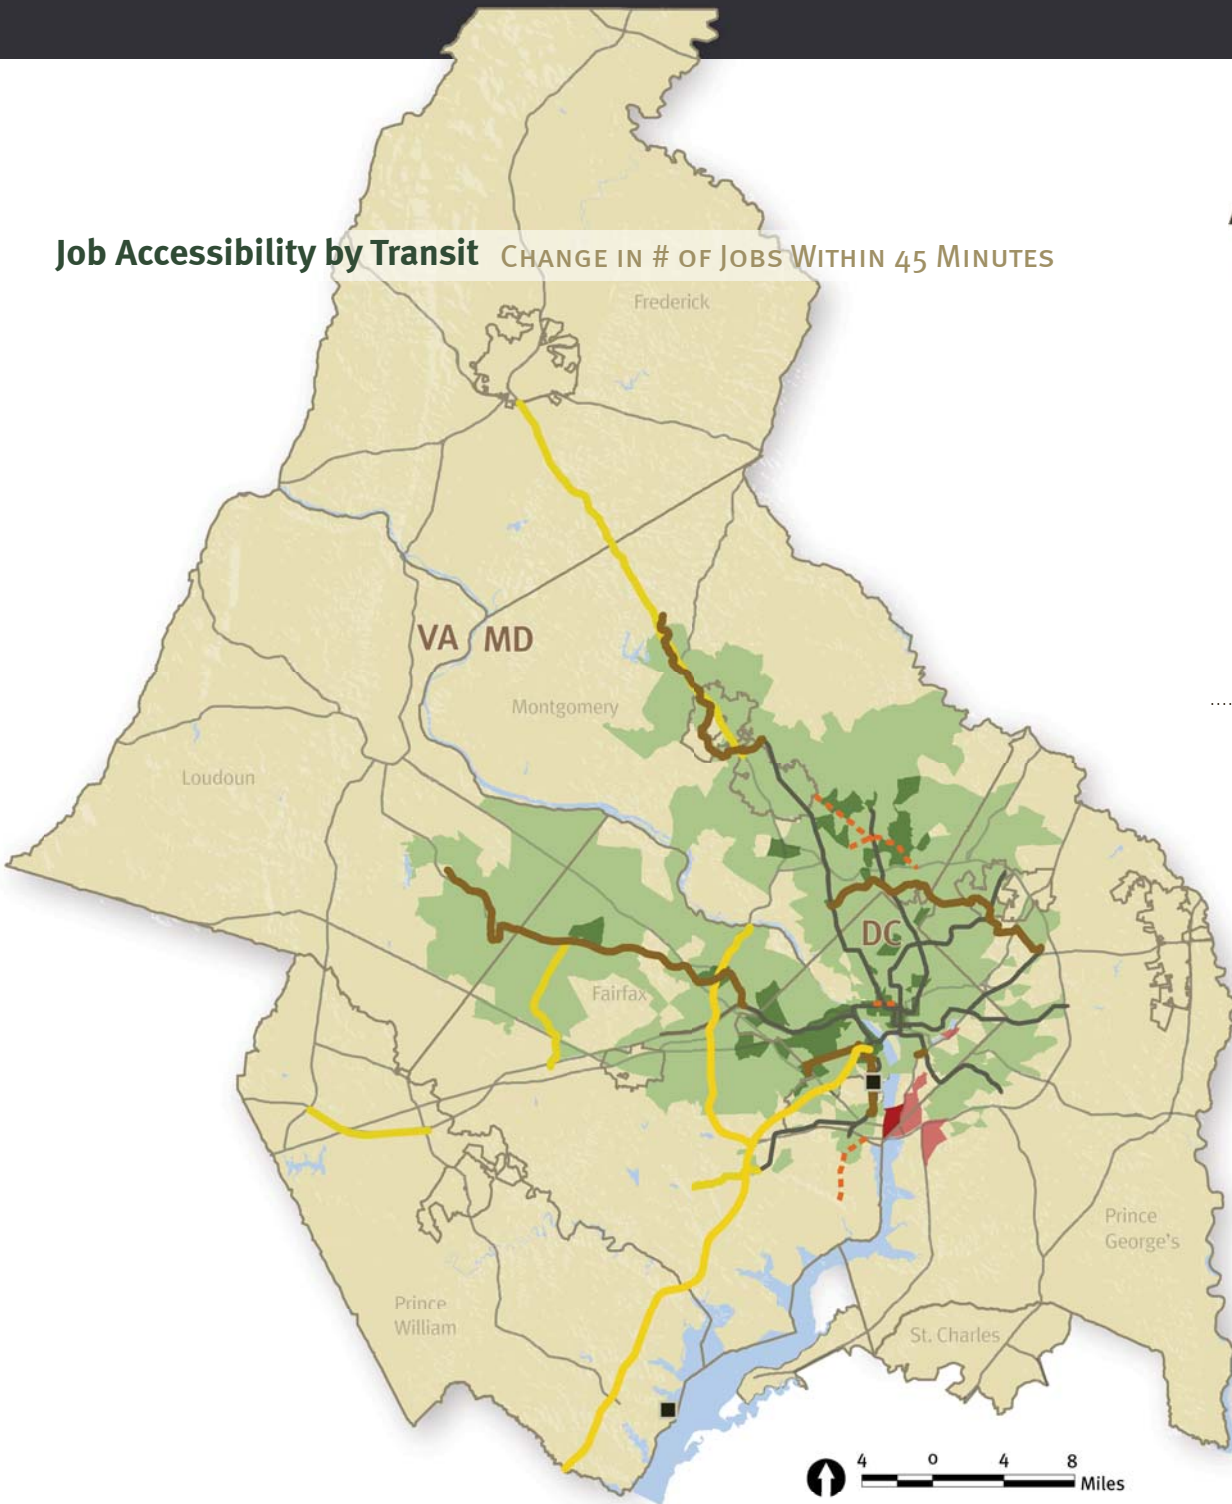 Job Accessibility by Transit CHANGE IN # OF JOBS WITHIN 45 MINUTES
Frederick
VA MD
Montgomery
Loudoun
DC
Fairfax
Prince
George's
Prince
William
St. Charles
4 0 4 8
Miles